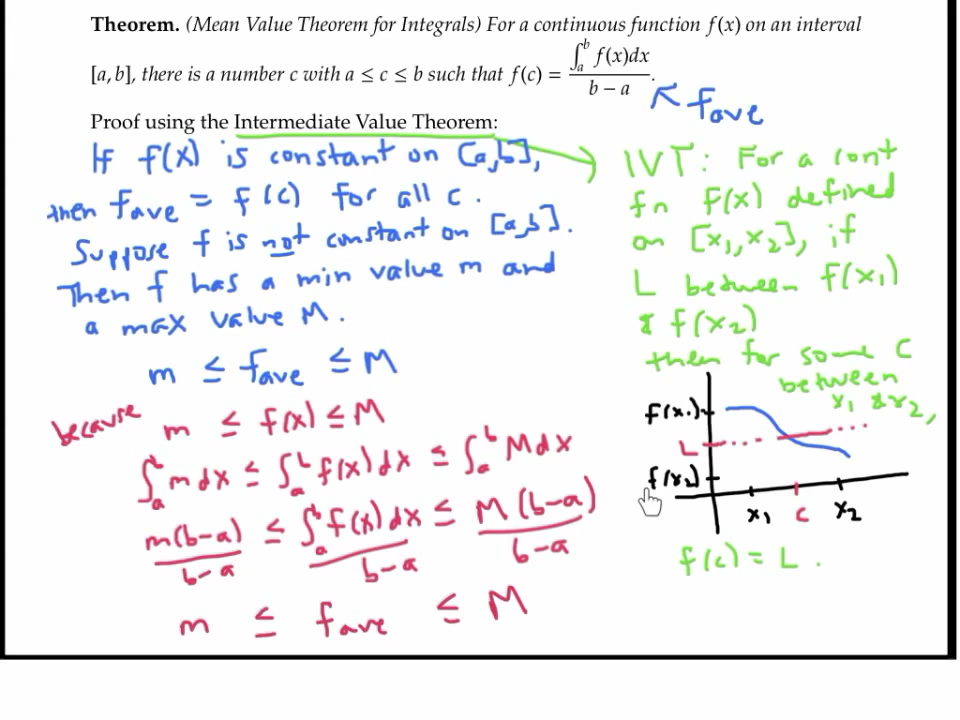 Theorem. (Mean Value Theorem for Integrals) For a continuous function f(x) on an interval
[a, b], there is a number c with a ≤ c ≤ b such that f(c) = ∫_a^b f(x)dx / (b − a).
fave
Proof using the Intermediate Value Theorem:
If f(x) is constant on [a,b],
then fave = f(c) for all c.
Suppose f is not constant on [a,b].
Then f has a min value m and
a max value M.
m ≤ fave ≤ M
because m ≤ f(x) ≤ M
∫_a^b m dx ≤ ∫_a^b f(x) dx ≤ ∫_a^b M dx
m(b-a) / b-a ≤ ∫_a^b f(x) dx / b-a ≤ M(b-a) / b-a
m ≤ fave ≤ M
IVT: For a cont
fn f(x) defined
on [x₁, x₂], if
L between f(x₁)
& f(x₂)
then for some c
between
x₁ & x₂,
f(x₁)
L
f(x₂)
x₁ c x₂
f(c) = L.